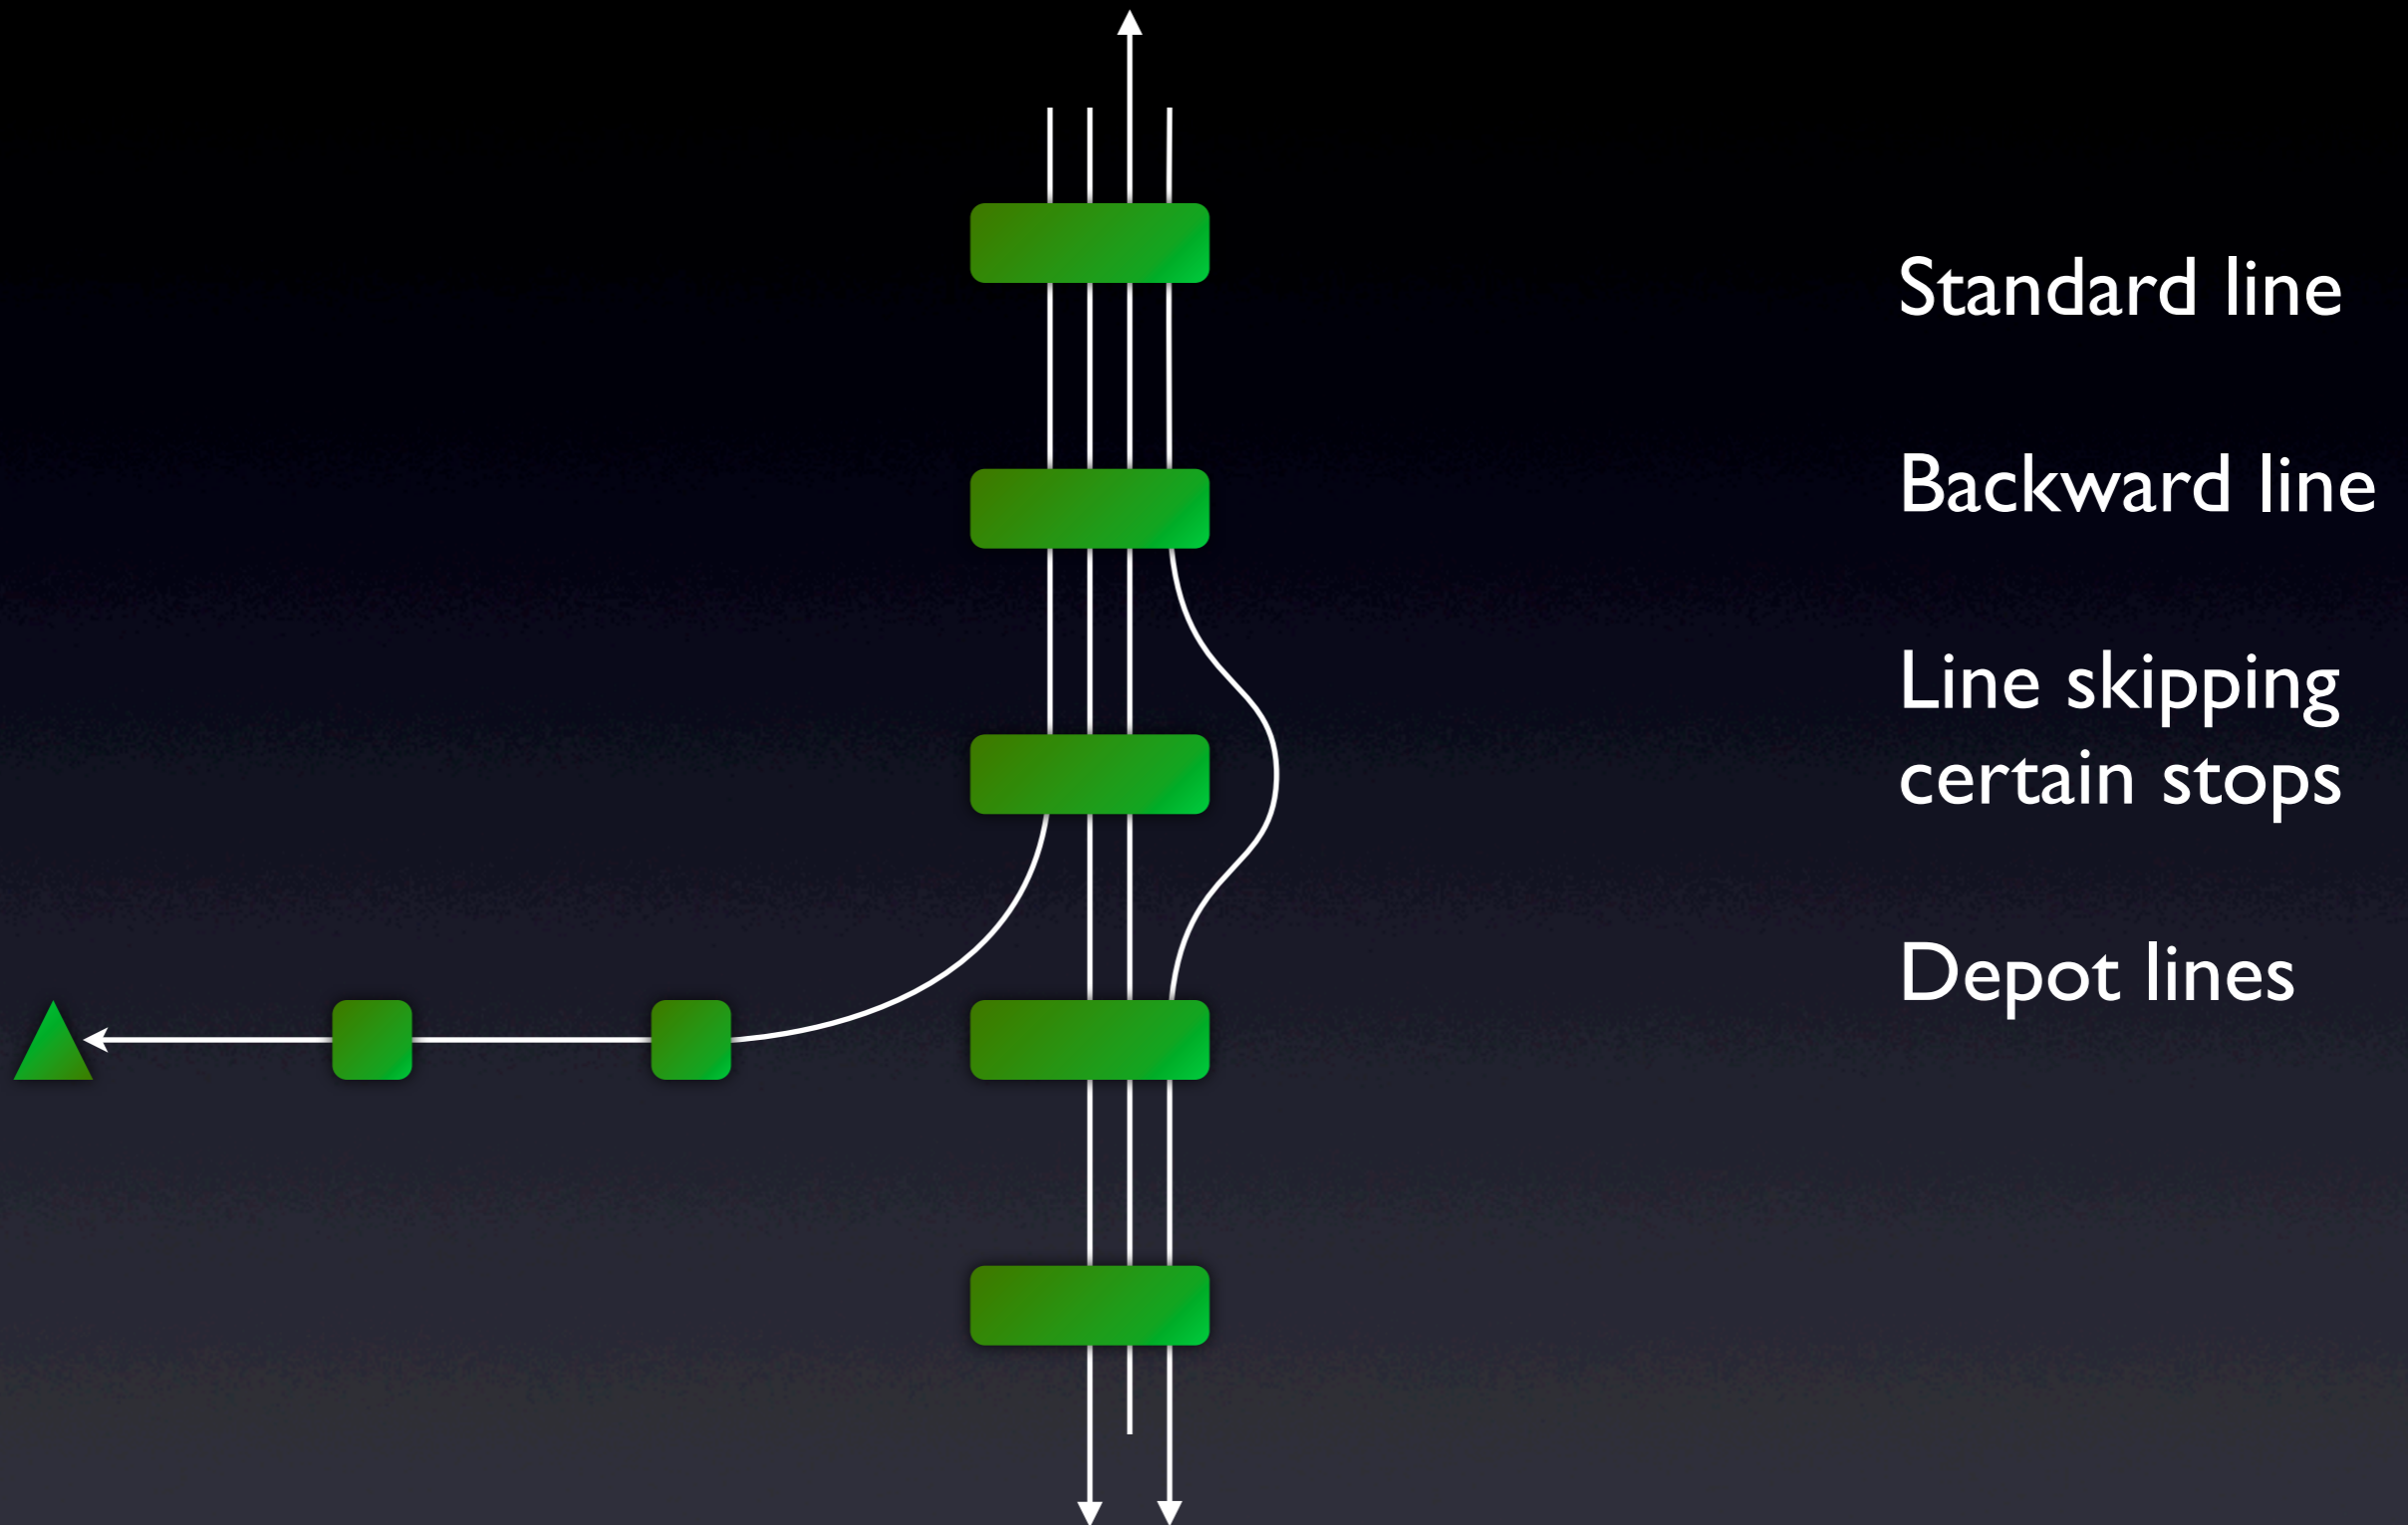 Standard line
Backward line
Line skipping
certain stops
Depot lines